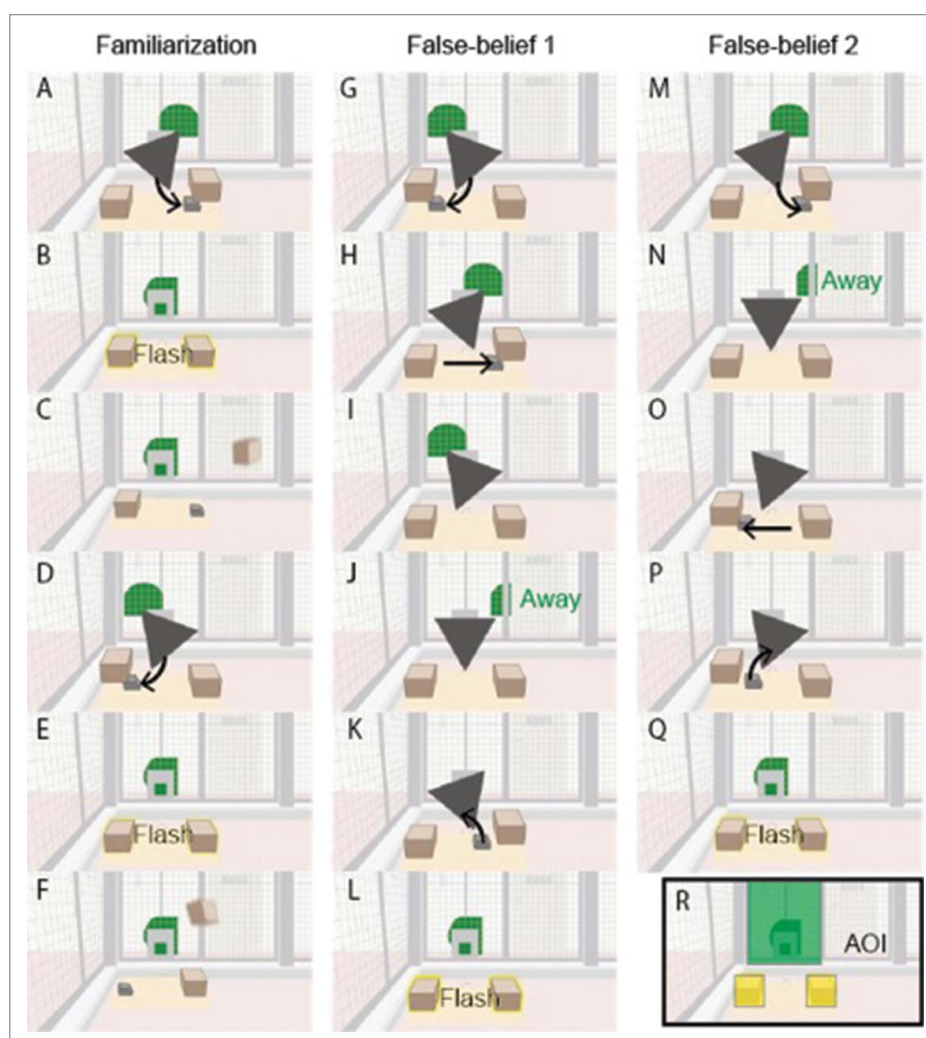 Familiarization
False-belief 1
False-belief 2
A
G
M
B
Flash
H
N
Away
C
I
O
D
J
Away
P
E
Flash
K
Q
Flash
F
L
Flash
R
AOI